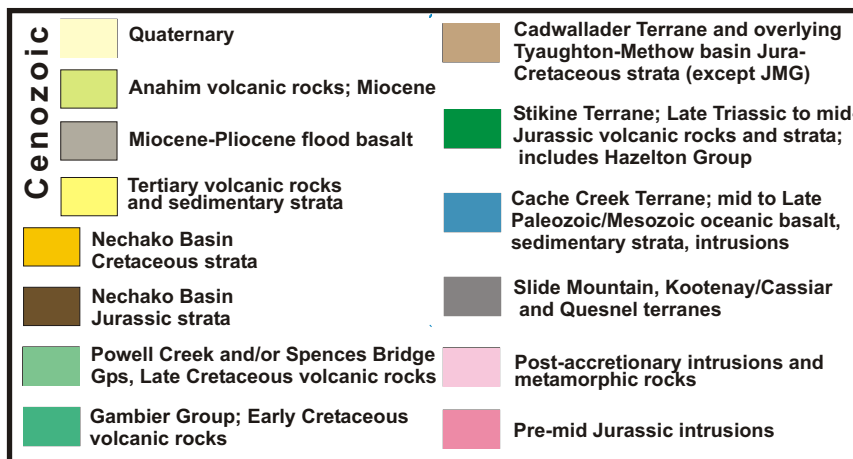 Cenozoic
Quaternary
Anahim volcanic rocks; Miocene
Miocene-Pliocene flood basalt
Tertiary volcanic rocks
and sedimentary strata
Nechako Basin
Cretaceous strata
Nechako Basin
Jurassic strata
Powell Creek and/or Spences Bridge
Gps, Late Cretaceous volcanic rocks
Gambier Group; Early Cretaceous
volcanic rocks
Cadwallader Terrane and overlying
Tyaughton-Methow basin Jura-
Cretaceous strata (except JMG)
Stikine Terrane; Late Triassic to mid-
Jurassic volcanic rocks and strata;
includes Hazelton Group
Cache Creek Terrane; mid to Late
Paleozoic/Mesozoic oceanic basalt,
sedimentary strata, intrusions
Slide Mountain, Kootenay/Cassiar
and Quesnel terranes
Post-accretionary intrusions and
metamorphic rocks
Pre-mid Jurassic intrusions